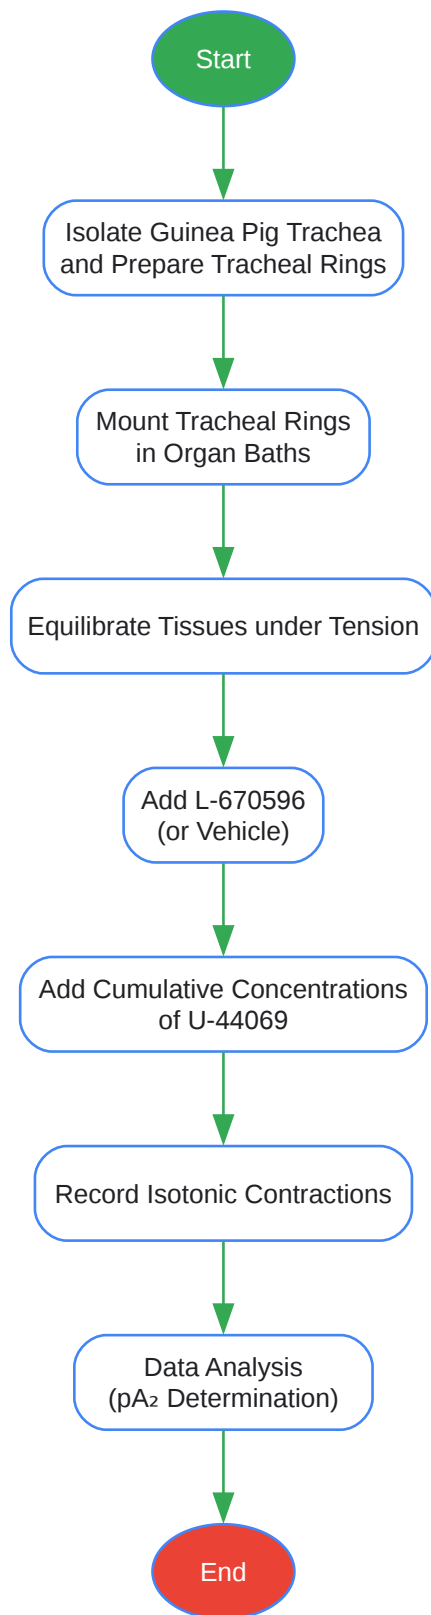 Start
Isolate Guinea Pig Trachea
and Prepare Tracheal Rings
Mount Tracheal Rings
in Organ Baths
Equilibrate Tissues under Tension
Add L-670596
(or Vehicle)
Add Cumulative Concentrations
of U-44069
Record Isotonic Contractions
Data Analysis
(pA₂ Determination)
End